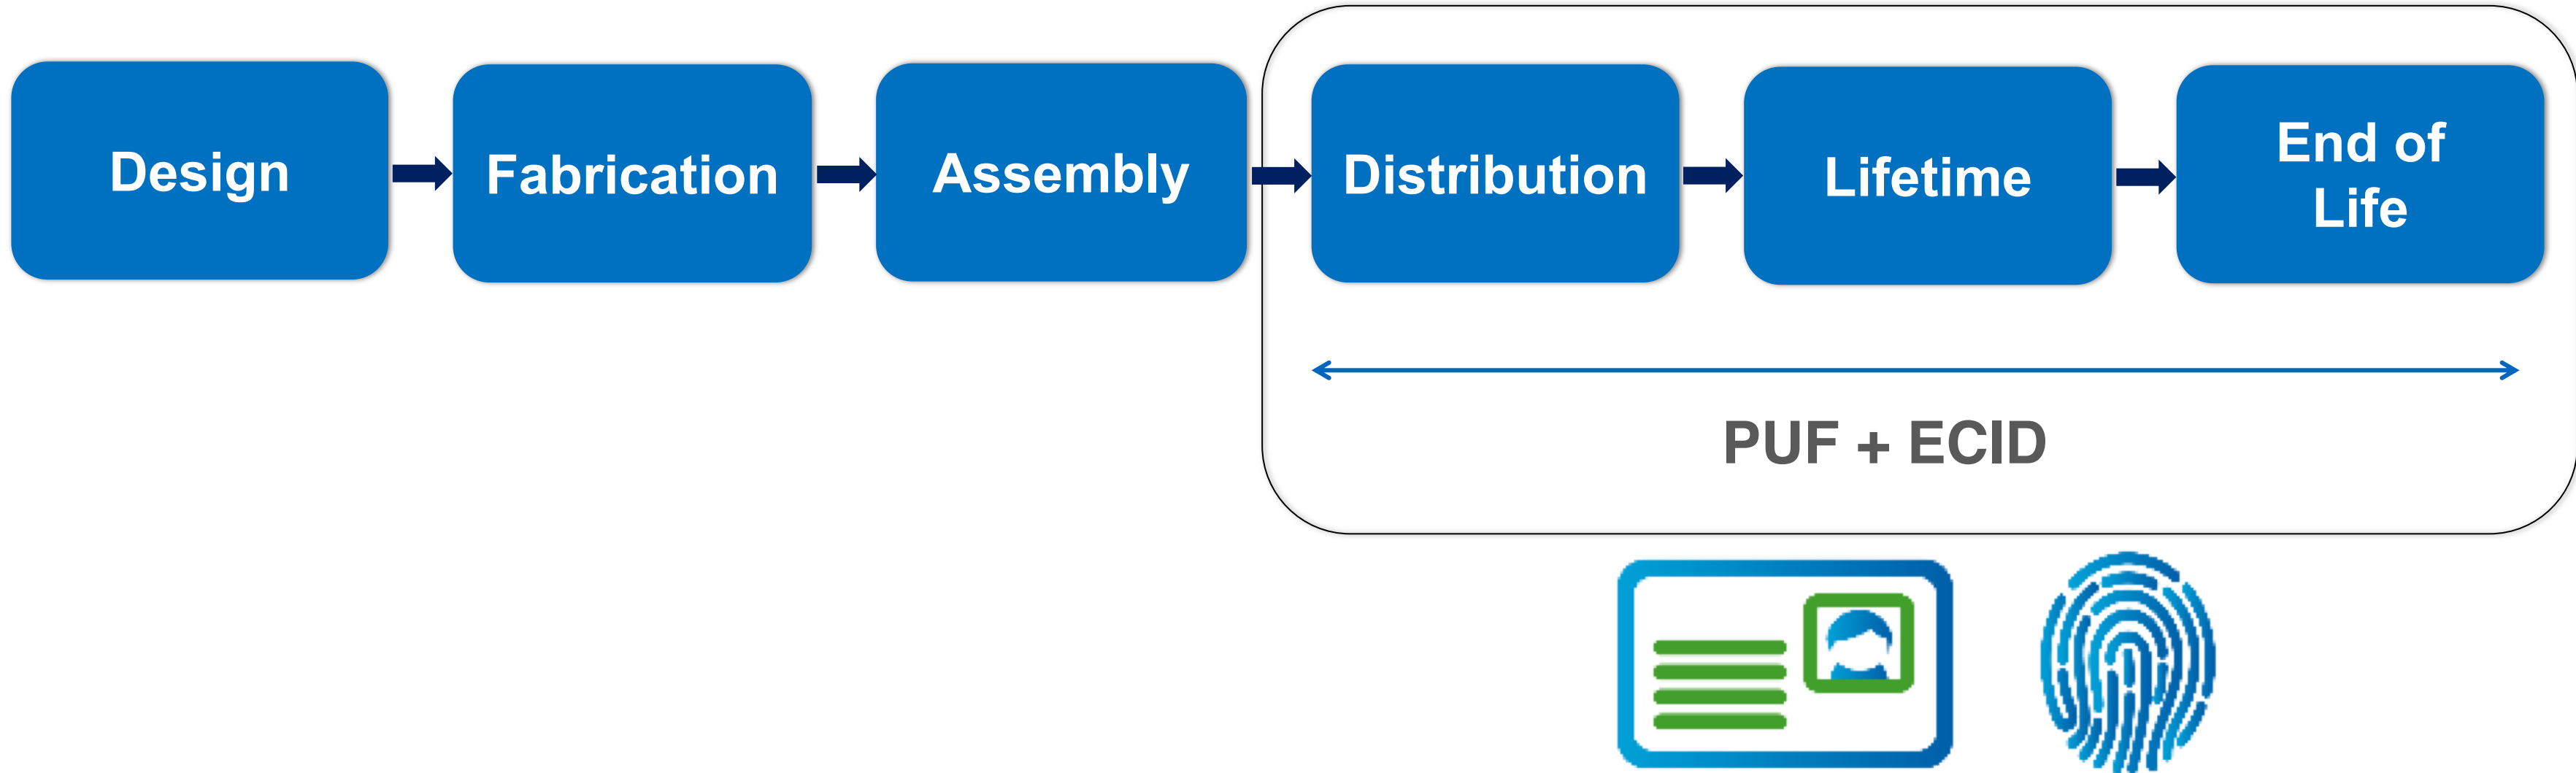 Design
Fabrication
Assembly
Distribution
Lifetime
End of
Life
PUF + ECID